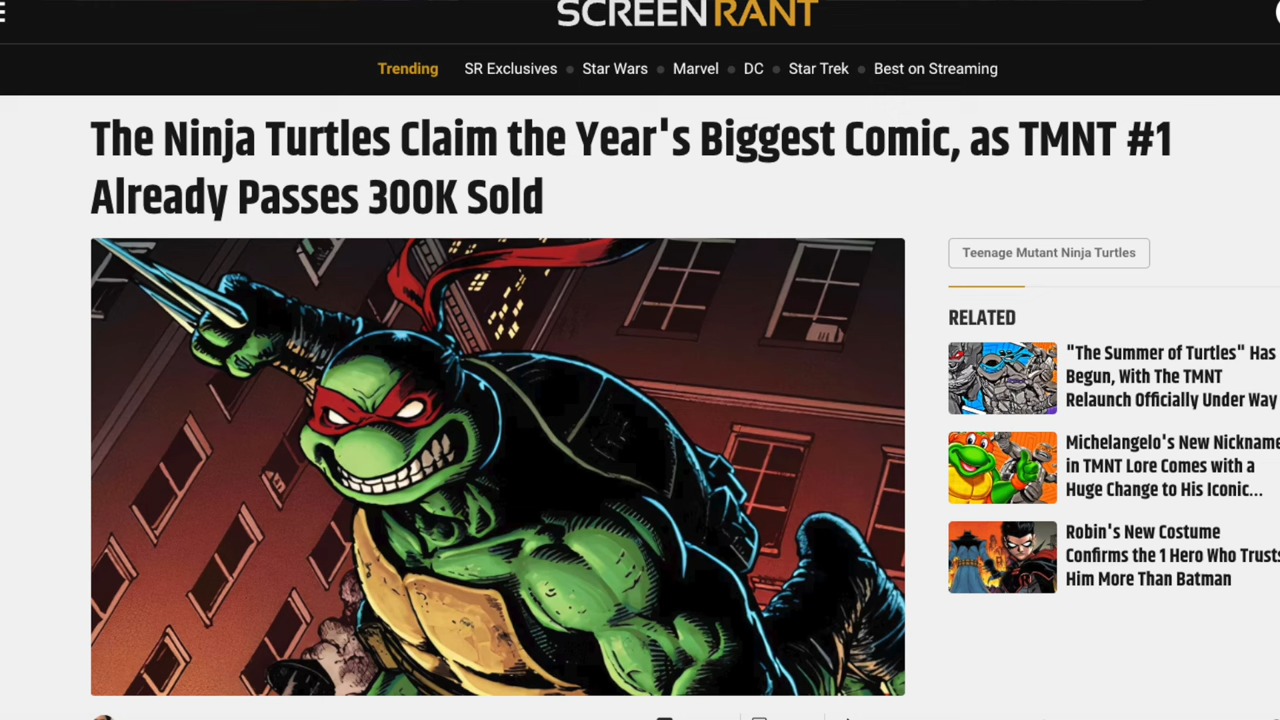 SCREENRANT
Trending SR Exclusives Star Wars Marvel DC Star Trek Best on Streaming
The Ninja Turtles Claim the Year's Biggest Comic, as TMNT #1
Already Passes 300K Sold
Teenage Mutant Ninja Turtles
RELATED
"The Summer of Turtles" Has
Begun, With The TMNT
Relaunch Officially Under Way
Michelangelo's New Nickname
in TMNT Lore Comes with a
Huge Change to His Iconic...
Robin's New Costume
Confirms the 1 Hero Who Trusts
Him More Than Batman